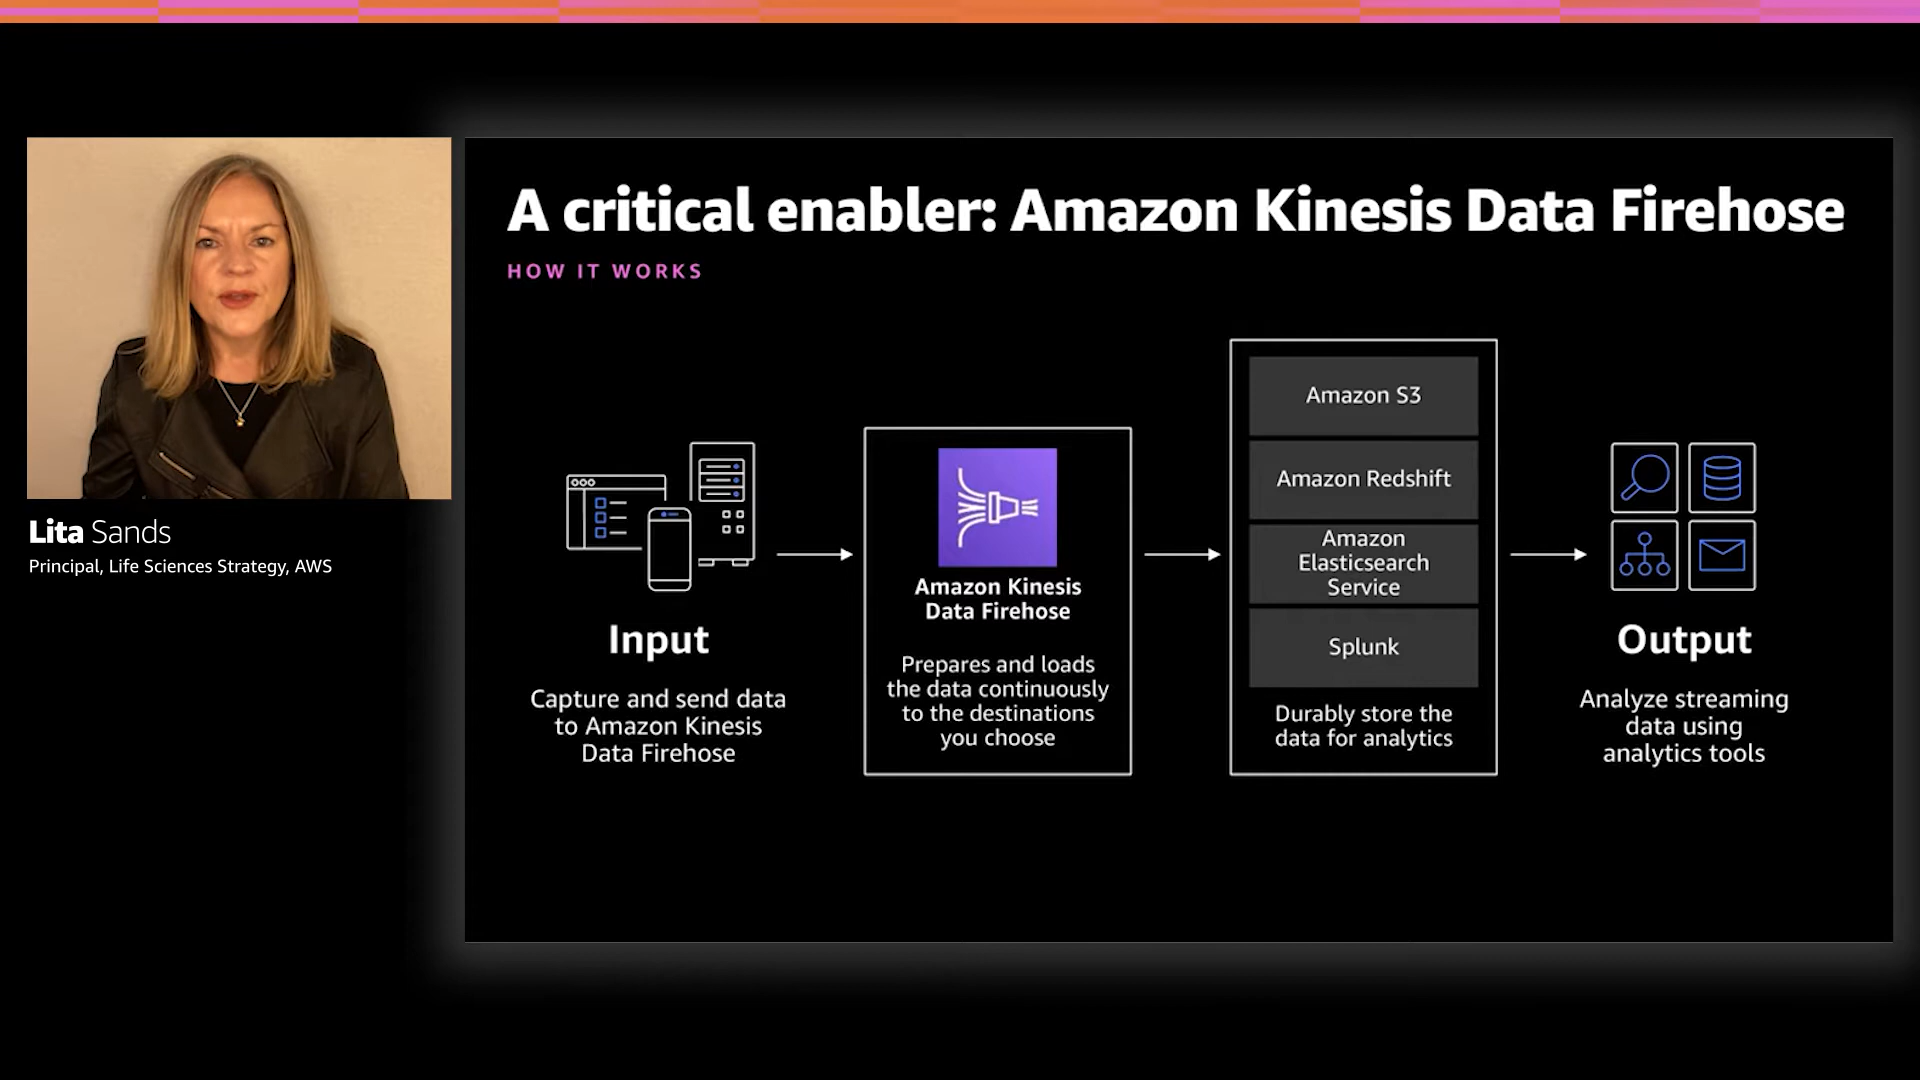 A critical enabler: Amazon Kinesis Data Firehose
HOW IT WORKS
Lita Sands
Principal, Life Sciences Strategy, AWS
Input
Capture and send data
to Amazon Kinesis
Data Firehose
Amazon Kinesis
Data Firehose
Prepares and loads
the data continuously
to the destinations
you choose
Amazon S3
Amazon Redshift
Amazon
Elasticsearch
Service
Splunk
Durably store the
data for analytics
Output
Analyze streaming
data using
analytics tools